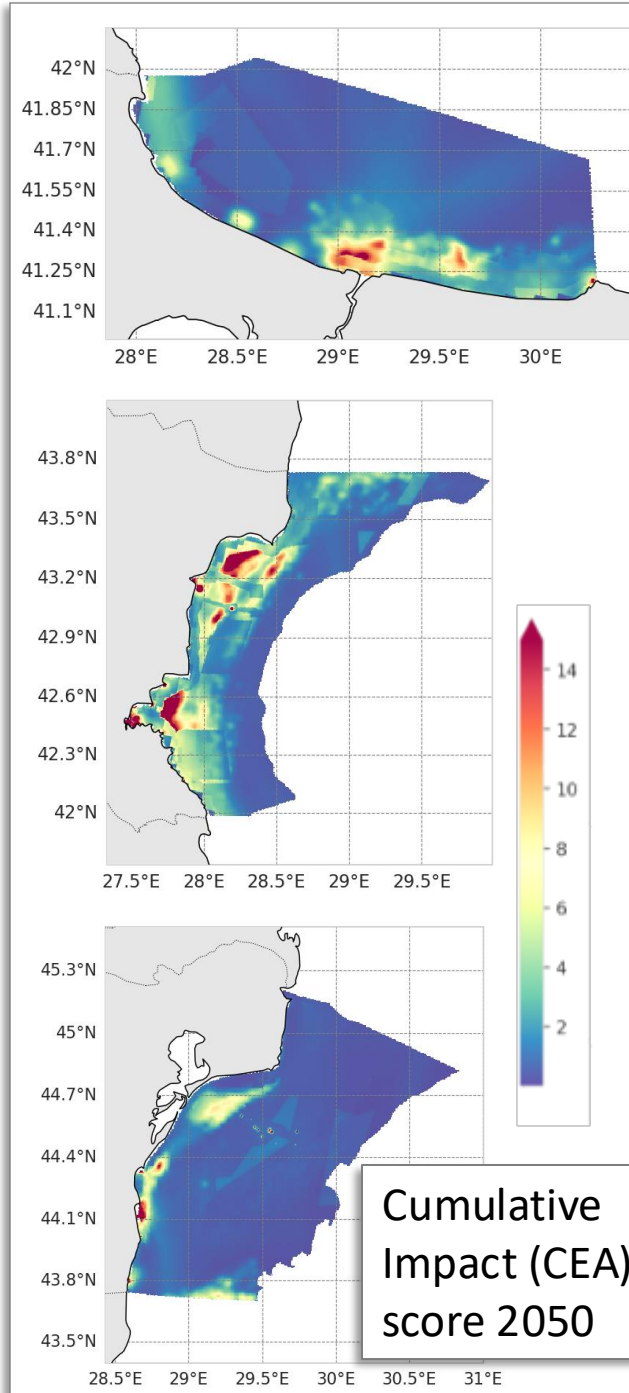 42°N
41.85°N
41.7°N
41.55°N
41.4°N
41.25°N
41.1°N
28°E 28.5°E 29°E 29.5°E 30°E
43.8°N
43.5°N
43.2°N
42.9°N
42.6°N
42.3°N
42°N
27.5°E 28°E 28.5°E 29°E 29.5°E
14
12
10
8
6
4
2
45.3°N
45°N
44.7°N
44.4°N
44.1°N
43.8°N
43.5°N
28.5°E 29°E 29.5°E 30°E 30.5°E 31°E
Cumulative
Impact (CEA)
score 2050